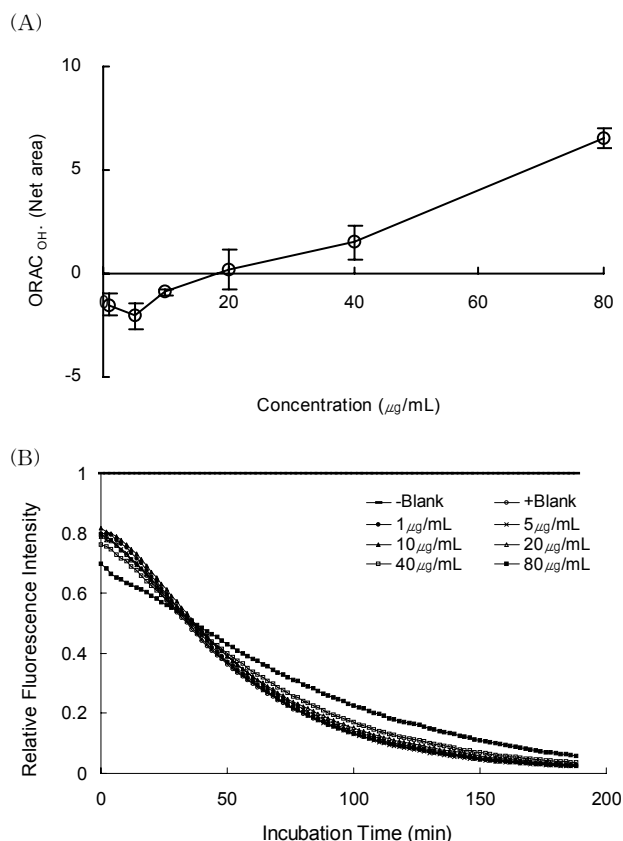 (A)
10
5
0
-5
0
20
40
60
80
ORAC OH· (Net area)
Concentration (㎍/mL)
(B)
1
0.8
0.6
0.4
0.2
0
0
50
100
150
200
Relative Fluorescence Intensity
Incubation Time (min)
-Blank
+Blank
1㎍/mL
5㎍/mL
10㎍/mL
20㎍/mL
40㎍/mL
80㎍/mL